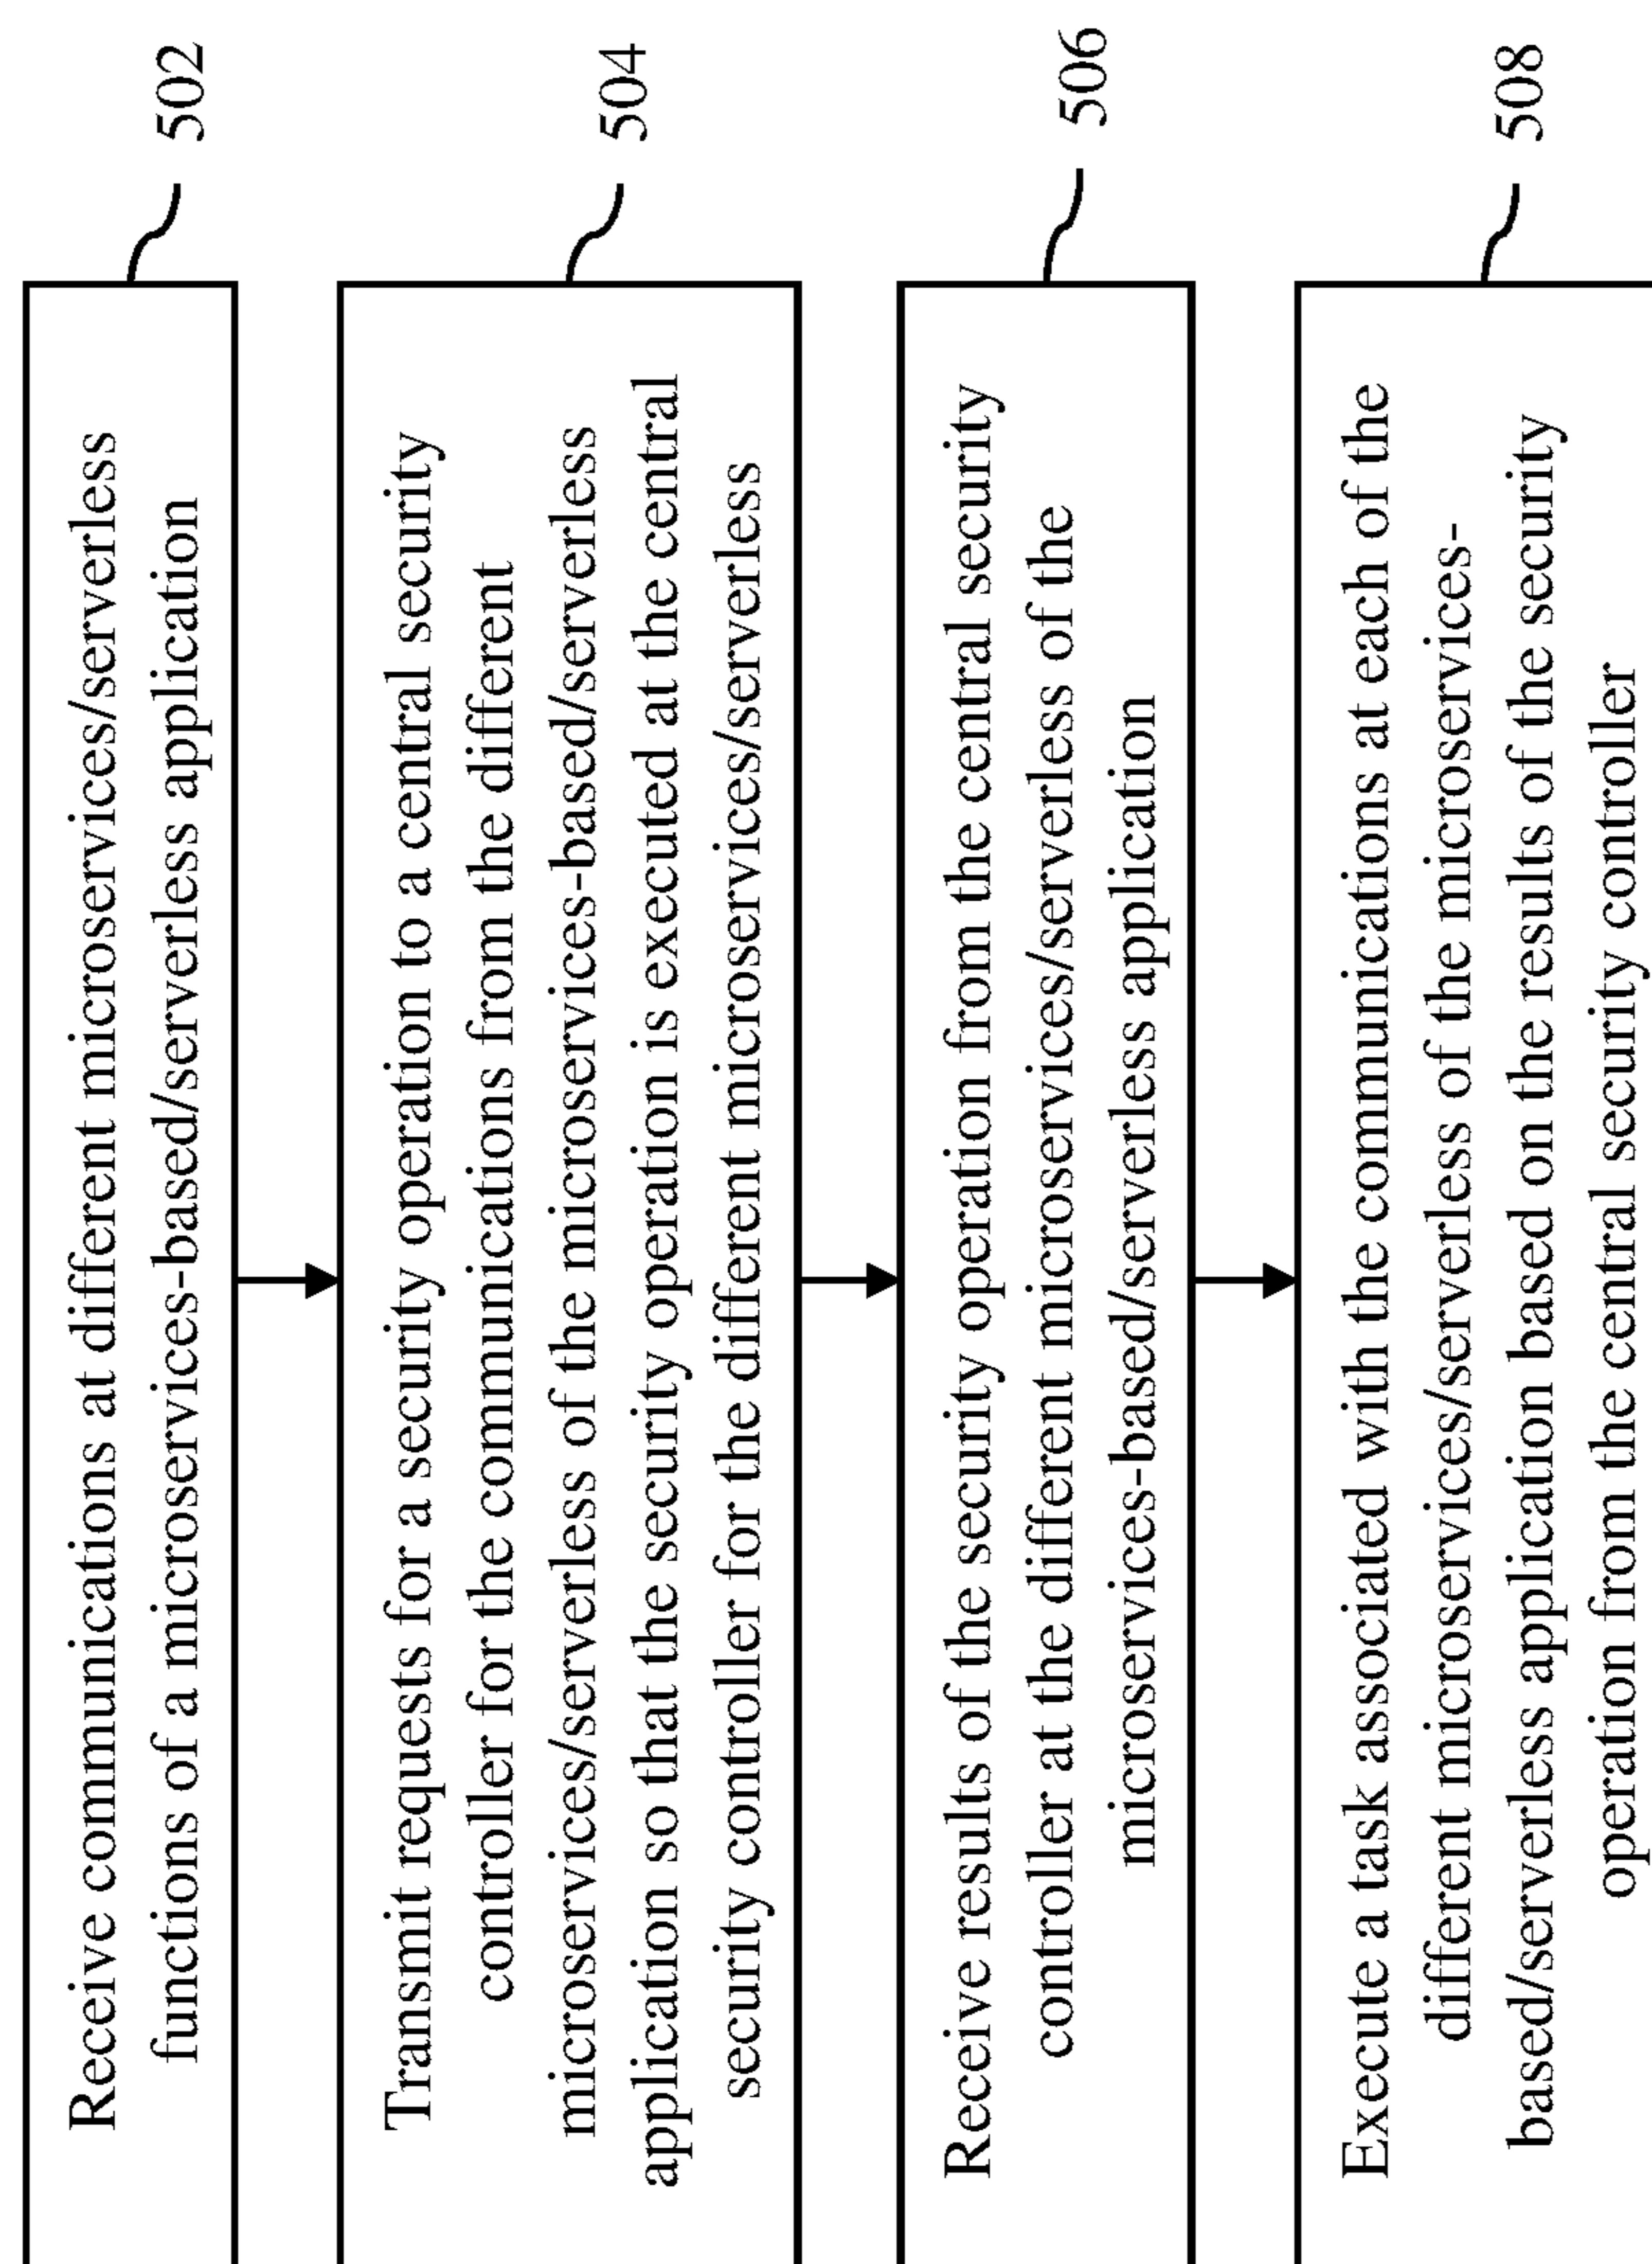 Receive communications at different microservices/serverless
functions of a microservices-based/serverless application
502
Transmit requests for a security operation to a central security
controller for the communications from the different
microservices/serverless of the microservices-based/serverless
application so that the security operation is executed at the central
security controller for the different microservices/serverless
504
Receive results of the security operation from the central security
controller at the different microservices/serverless of the
microservices-based/serverless application
506
Execute a task associated with the communications at each of the
different microservices/serverless of the microservices-
based/serverless application based on the results of the security
operation from the central security controller
508